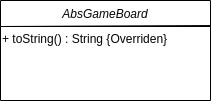 AbsGameBoard
+ toString() : String {Overriden}